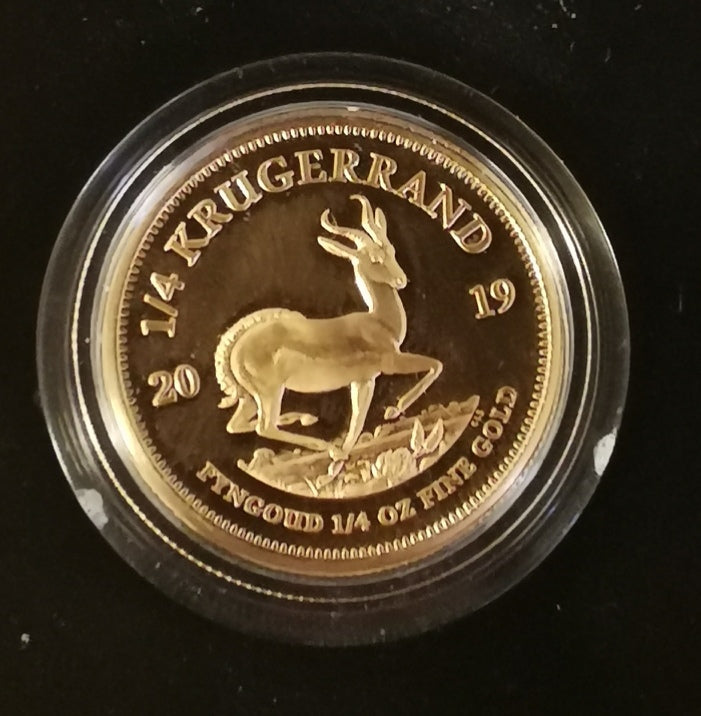 1/4 KRUGERRAND
20 19
FYNGOUD 1/4 OZ FINE GOLD